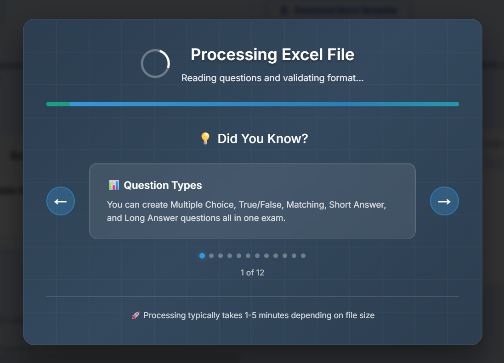 Processing Excel File
Reading questions and validating format...
💡 Did You Know?
📊 Question Types
You can create Multiple Choice, True/False, Matching, Short Answer,
and Long Answer questions all in one exam.
← →
1 of 12
🚀 Processing typically takes 1-5 minutes depending on file size